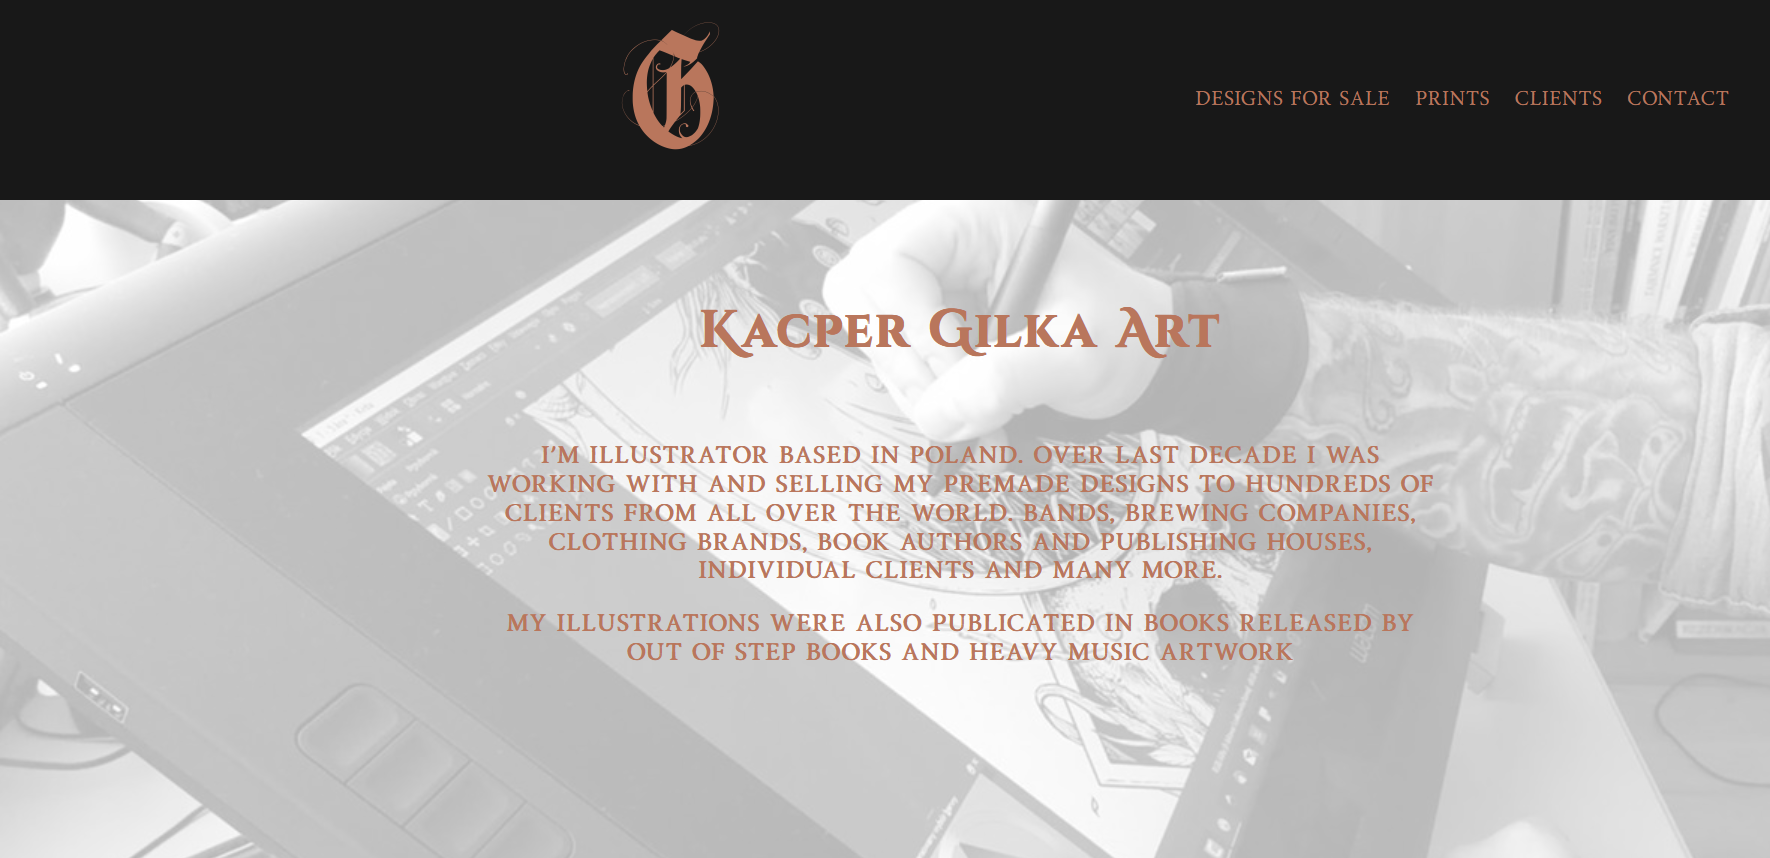 G
DESIGNS FOR SALE PRINTS CLIENTS CONTACT
Kacper Gilka Art
I'M ILLUSTRATOR BASED IN POLAND. OVER LAST DECADE I WAS
WORKING WITH AND SELLING MY PREMADE DESIGNS TO HUNDREDS OF
CLIENTS FROM ALL OVER THE WORLD. BANDS, BREWING COMPANIES,
CLOTHING BRANDS, BOOK AUTHORS AND PUBLISHING HOUSES,
INDIVIDUAL CLIENTS AND MANY MORE.
MY ILLUSTRATIONS WERE ALSO PUBLICATED IN BOOKS RELEASED BY
OUT OF STEP BOOKS AND HEAVY MUSIC ARTWORK
wacom